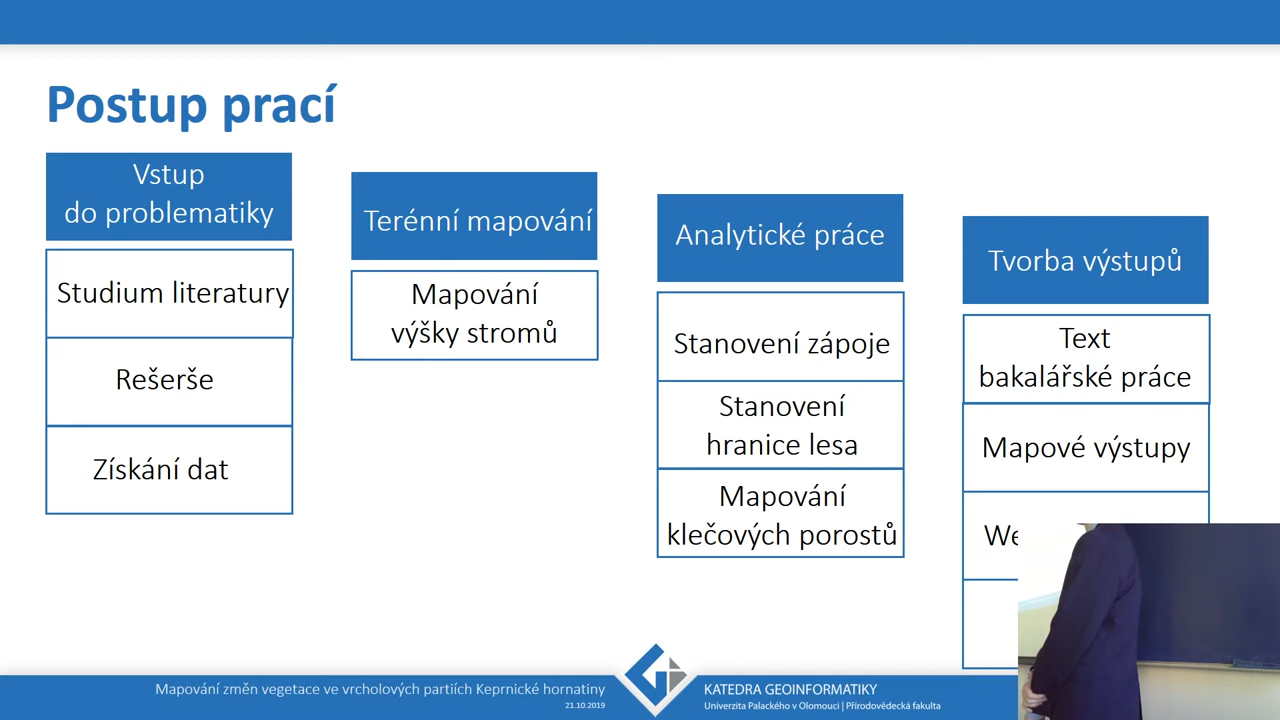 Postup prací
Vstup
do problematiky
Studium literatury
Rešerše
Získání dat
Terénní mapování
Mapování
výšky stromů
Analytické práce
Stanovení zápoje
Stanovení
hranice lesa
Mapování
klečových porostů
Tvorba výstupů
Text
bakalářské práce
Mapové výstupy
Mapování změn vegetace ve vrcholových partiích Keprnické hornatiny
21.10.2019
KATEDRA GEOINFORMATIKY
Univerzita Palackého v Olomouci | Přírodovědecká fakulta